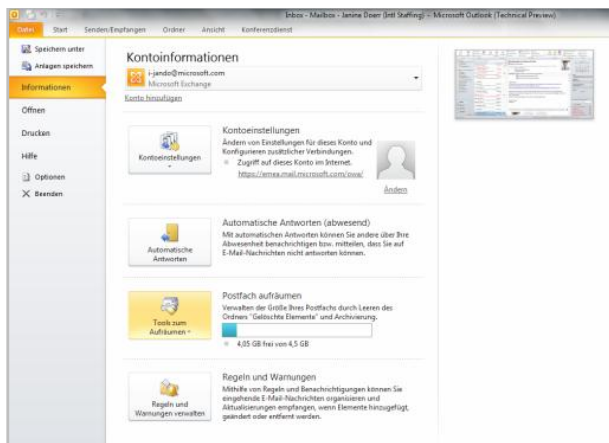 Inbox - Mailbox - Janine Doerr (Intl Staffing) - Microsoft Outlook (Technical Preview)
Datei Start Senden/Empfangen Ordner Ansicht Konferenzdienst
Speichern unter
Anlagen speichern
Informationen
Öffnen
Drucken
Hilfe
Optionen
Beenden
Kontoinformationen
i-jando@microsoft.com
Microsoft Exchange
Konto hinzufügen
Kontoeinstellungen
Kontoeinstellungen
Ändern von Einstellungen für dieses Konto und
Konfigurieren zusätzlicher Verbindungen.
Zugriff auf dieses Konto im Internet.
https://emea.mail.microsoft.com/owa/
Ändern
Automatische
Antworten
Automatische Antworten (abwesend)
Mit automatischen Antworten können Sie andere über Ihre
Abwesenheit benachrichtigen bzw. mitteilen, dass Sie auf
E-Mail-Nachrichten nicht antworten können.
Tools zum
Aufräumen
Postfach aufräumen
Verwalten der Größe Ihres Postfachs durch Leeren des
Ordners "Gelöschte Elemente" und Archivierung.
4,05 GB frei von 4,5 GB
Regeln und
Warnungen verwalten
Regeln und Warnungen
Mithilfe von Regeln und Benachrichtigungen können Sie
eingehende E-Mail-Nachrichten organisieren und
Aktualisierungen empfangen, wenn Elemente hinzugefügt,
geändert oder entfernt werden.